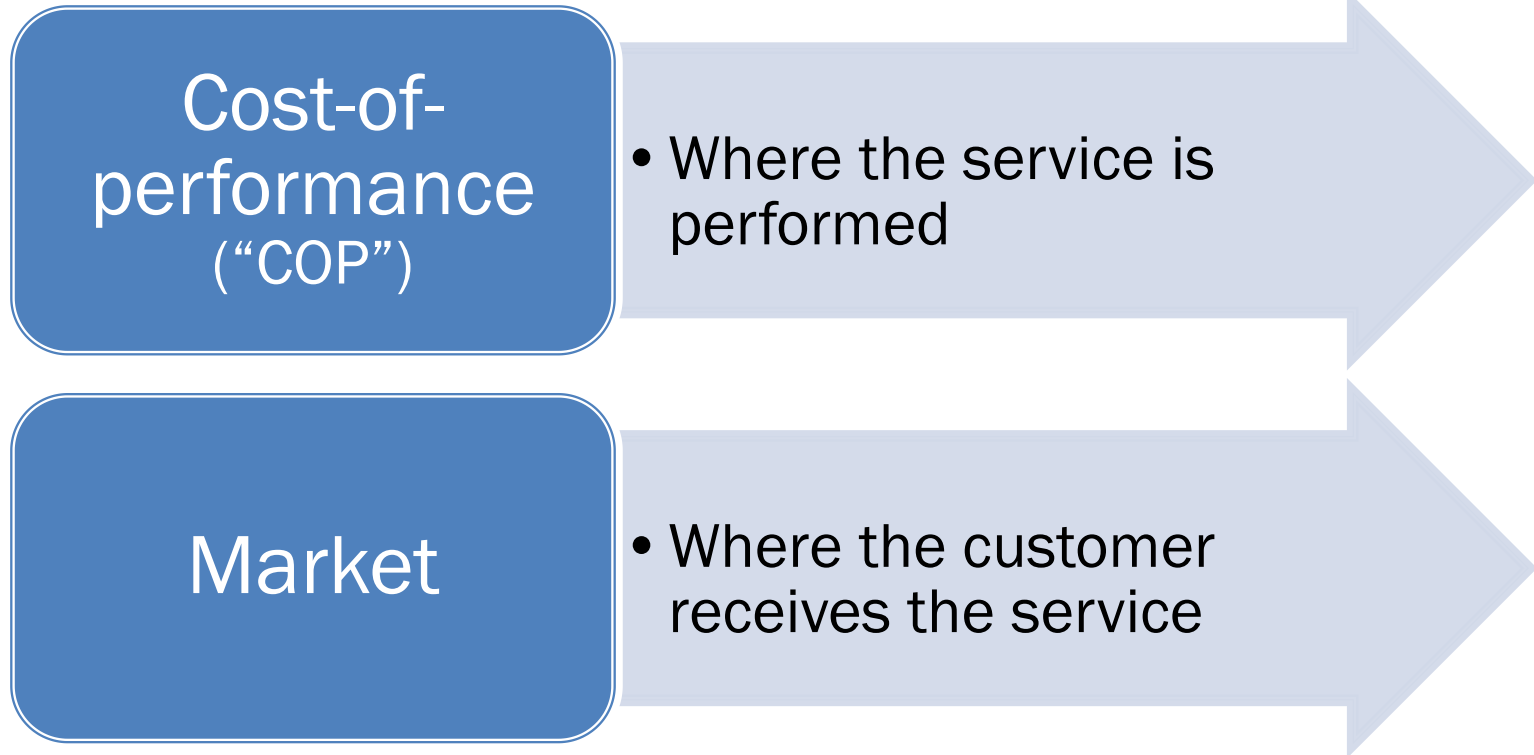 Cost-of-
performance
(“COP”)
• Where the service is
performed
Market
• Where the customer
receives the service